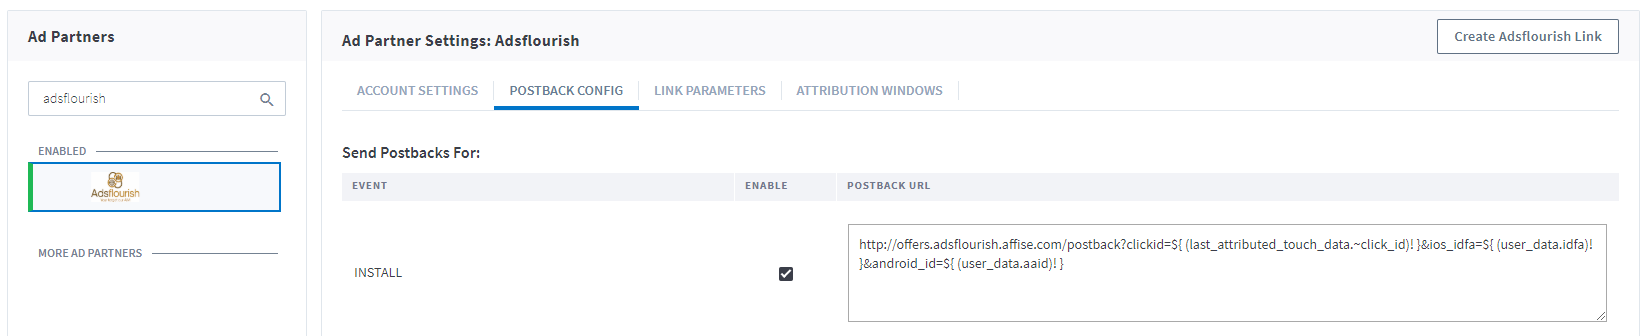 Ad Partners
adsflourish
ENABLED
Adsflourish
MORE AD PARTNERS
Ad Partner Settings: Adsflourish
Create Adsflourish Link
ACCOUNT SETTINGS
POSTBACK CONFIG
LINK PARAMETERS
ATTRIBUTION WINDOWS
Send Postbacks For:
EVENT
ENABLE
POSTBACK URL
INSTALL
http://offers.adsflourish.affise.com/postback?clickid=${ (last_attributed_touch_data.~click_id)! }&ios_idfa=${ (user_data.idfa)!
}&android_id=${ (user_data.aaid)! }